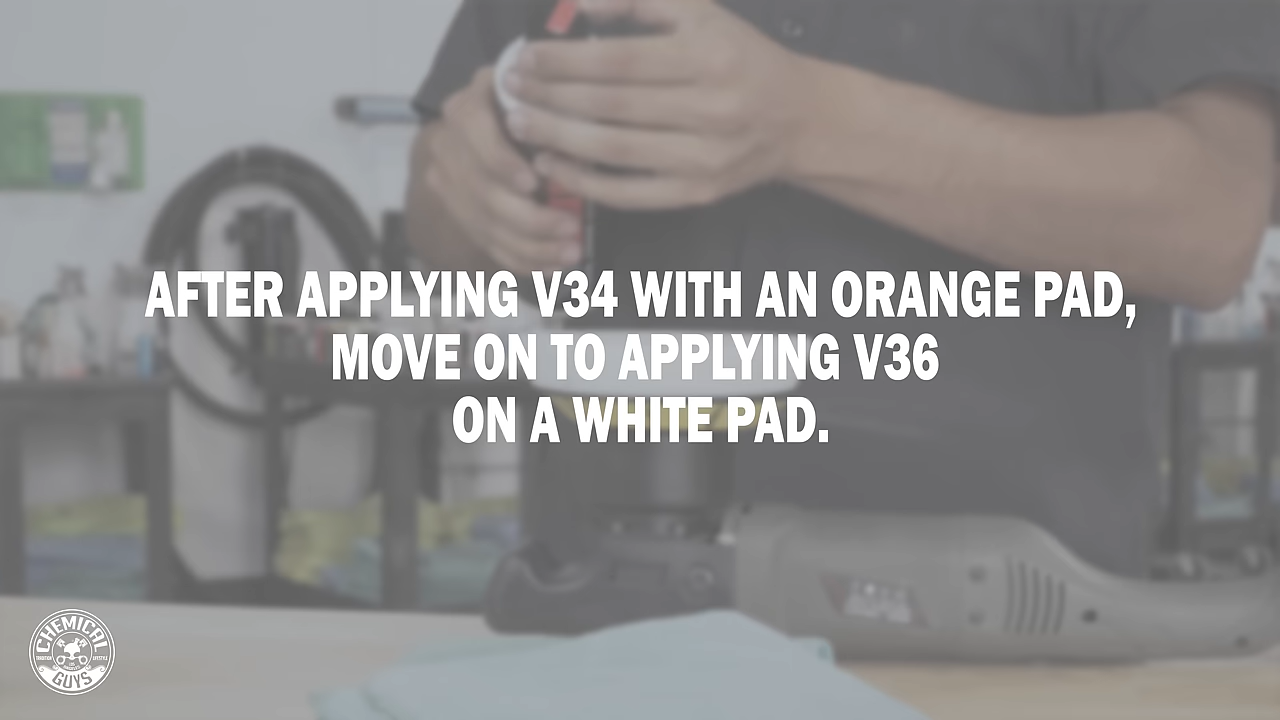 AFTER APPLYING V34 WITH AN ORANGE PAD,
MOVE ON TO APPLYING V36
ON A WHITE PAD.
CHEMICAL
GUYS